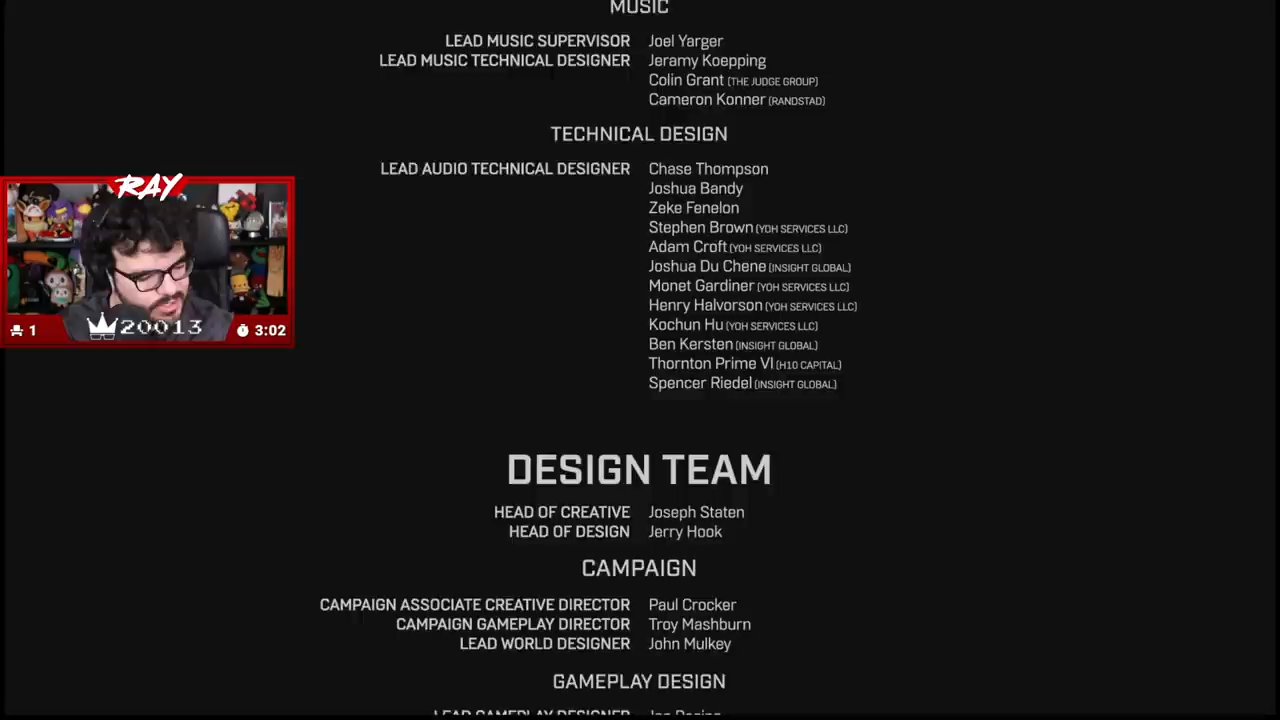 MUSIC
LEAD MUSIC SUPERVISOR Joel Yarger
LEAD MUSIC TECHNICAL DESIGNER Jeramy Koepping
Colin Grant (THE JUDGE GROUP)
Cameron Konner (RANDSTAD)
TECHNICAL DESIGN
LEAD AUDIO TECHNICAL DESIGNER Chase Thompson
Joshua Bandy
Zeke Fenelon
Stephen Brown (YOH SERVICES LLC)
Adam Croft (YOH SERVICES LLC)
Joshua Du Chene (INSIGHT GLOBAL)
Monet Gardiner (YOH SERVICES LLC)
Henry Halvorson (YOH SERVICES LLC)
Kochun Hu (YOH SERVICES LLC)
Ben Kersten (INSIGHT GLOBAL)
Thornton Prime VI (H10 CAPITAL)
Spencer Riedel (INSIGHT GLOBAL)
RAY
1 20013 3:02
DESIGN TEAM
HEAD OF CREATIVE Joseph Staten
HEAD OF DESIGN Jerry Hook
CAMPAIGN
CAMPAIGN ASSOCIATE CREATIVE DIRECTOR Paul Crocker
CAMPAIGN GAMEPLAY DIRECTOR Troy Mashburn
LEAD WORLD DESIGNER John Mulkey
GAMEPLAY DESIGN
LEAD GAMEPLAY DESIGNER